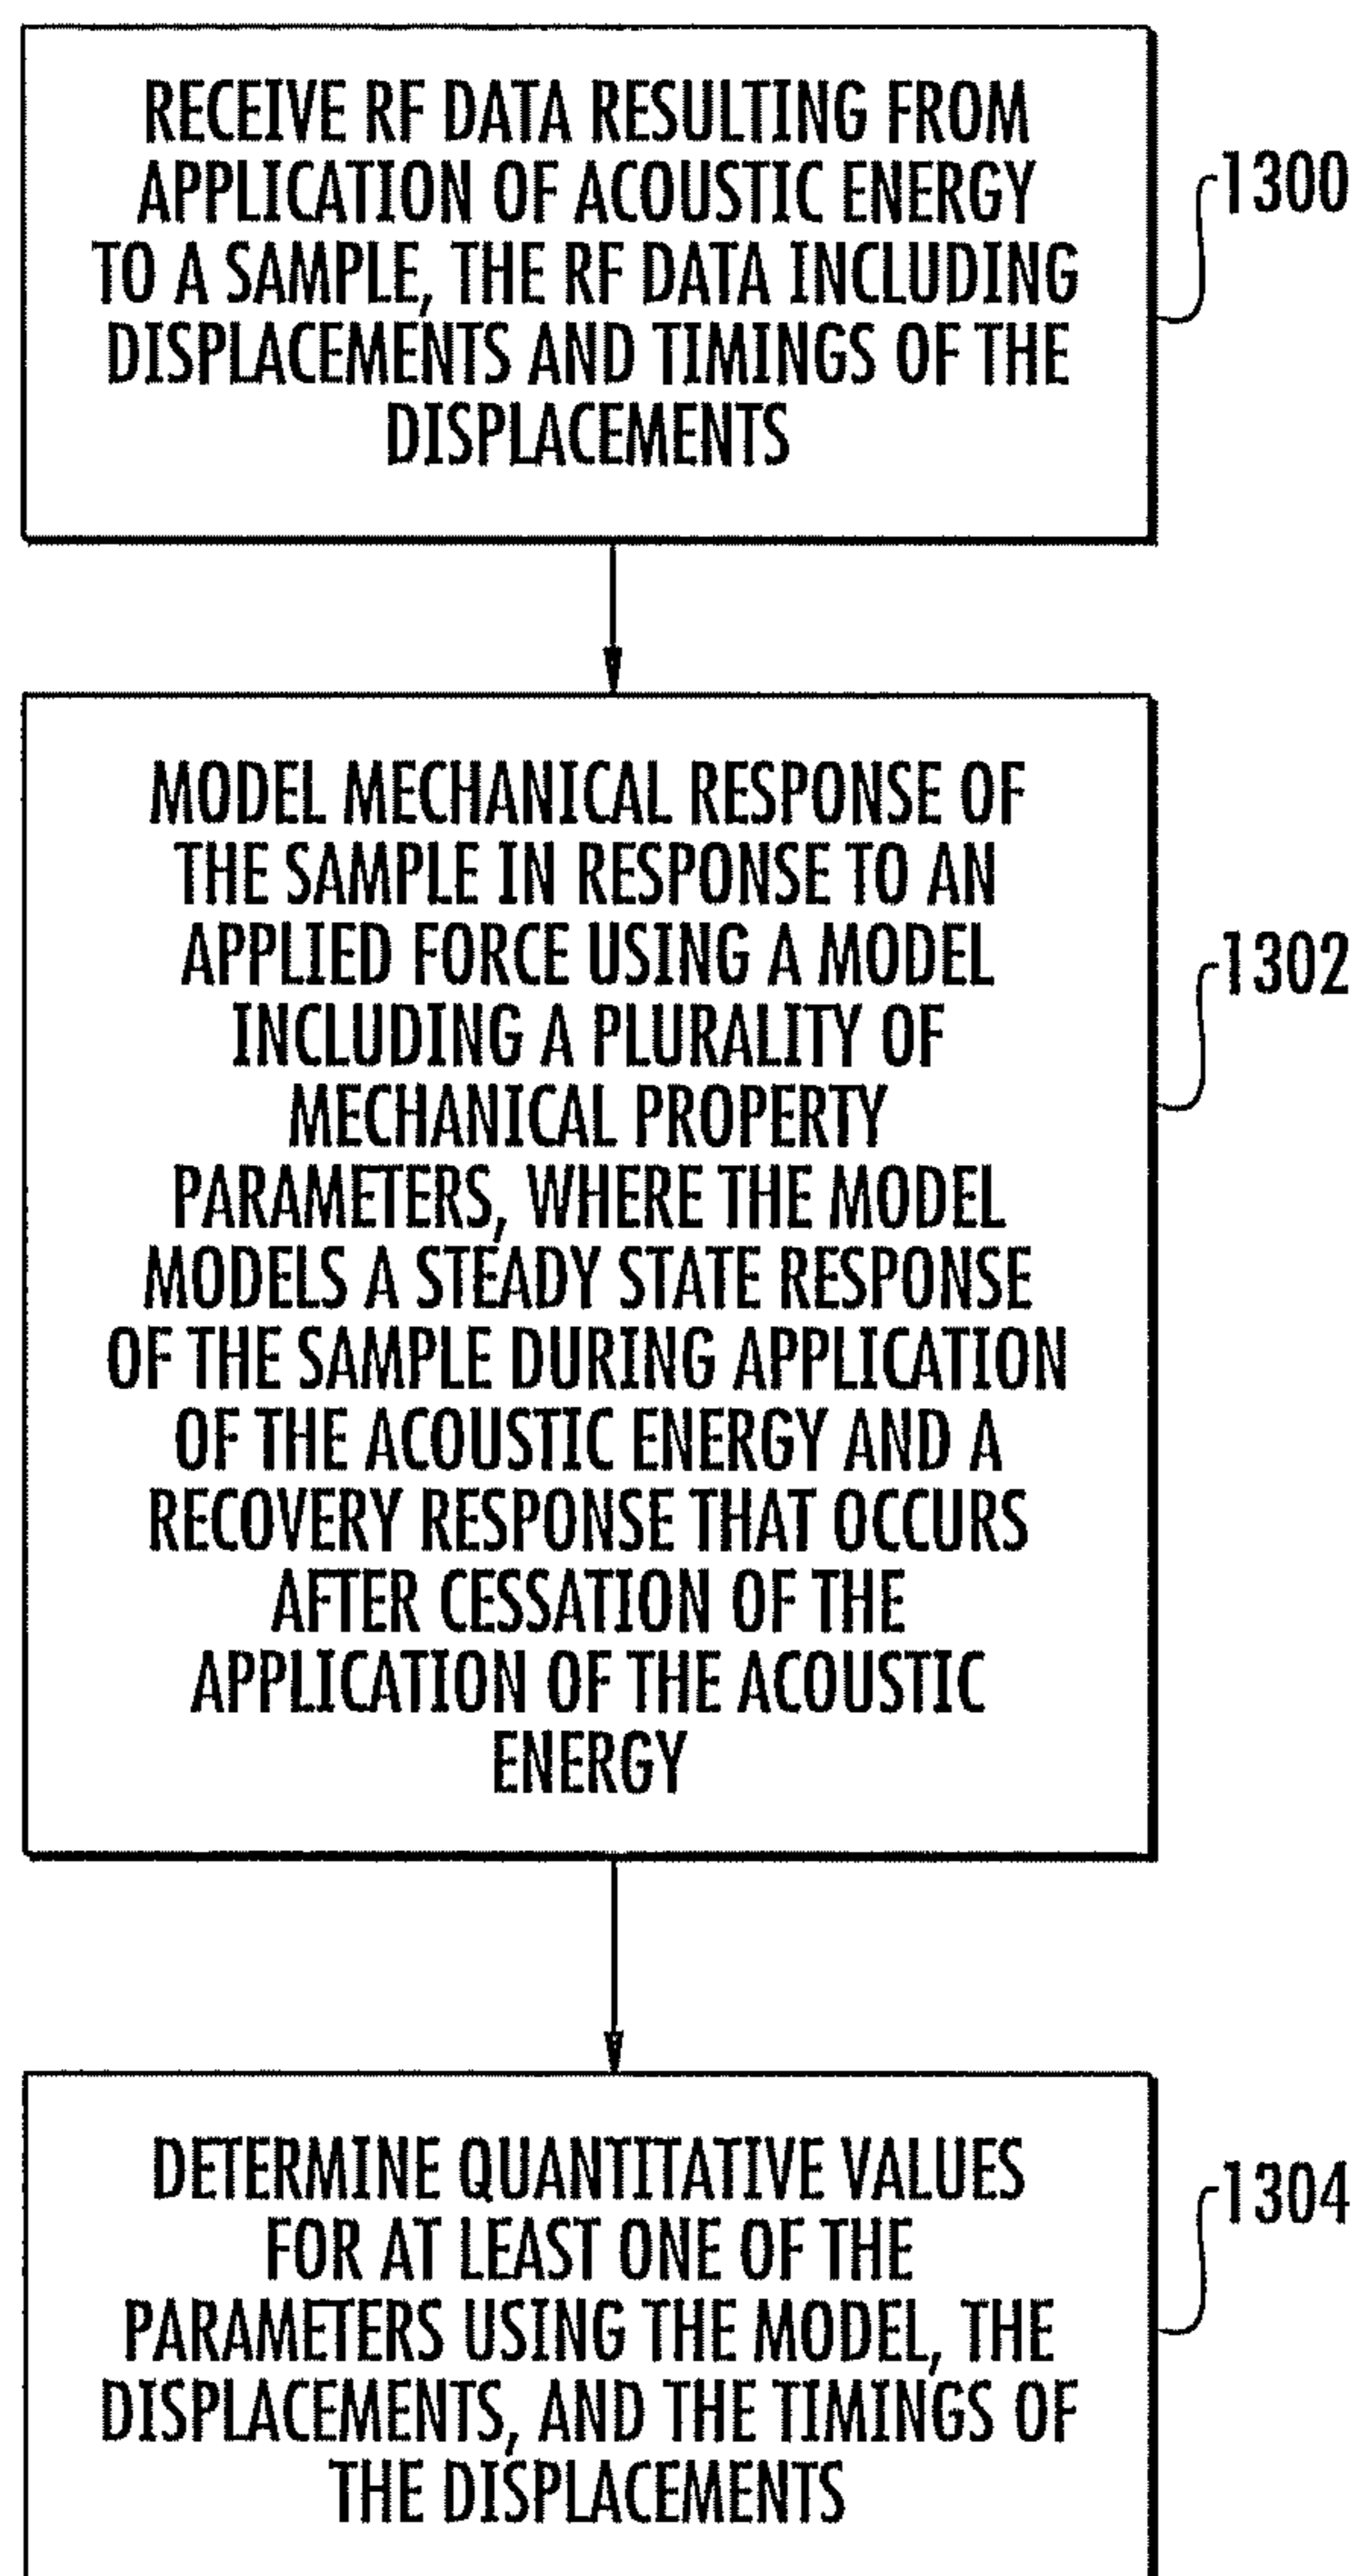 RECEIVE RF DATA RESULTING FROM
APPLICATION OF ACOUSTIC ENERGY
TO A SAMPLE, THE RF DATA INCLUDING
DISPLACEMENTS AND TIMINGS OF THE
DISPLACEMENTS
1300
MODEL MECHANICAL RESPONSE OF
THE SAMPLE IN RESPONSE TO AN
APPLIED FORCE USING A MODEL
INCLUDING A PLURALITY OF
MECHANICAL PROPERTY
PARAMETERS, WHERE THE MODEL
MODELS A STEADY STATE RESPONSE
OF THE SAMPLE DURING APPLICATION
OF THE ACOUSTIC ENERGY AND A
RECOVERY RESPONSE THAT OCCURS
AFTER CESSATION OF THE
APPLICATION OF THE ACOUSTIC
ENERGY
1302
DETERMINE QUANTITATIVE VALUES
FOR AT LEAST ONE OF THE
PARAMETERS USING THE MODEL, THE
DISPLACEMENTS, AND THE TIMINGS OF
THE DISPLACEMENTS
1304